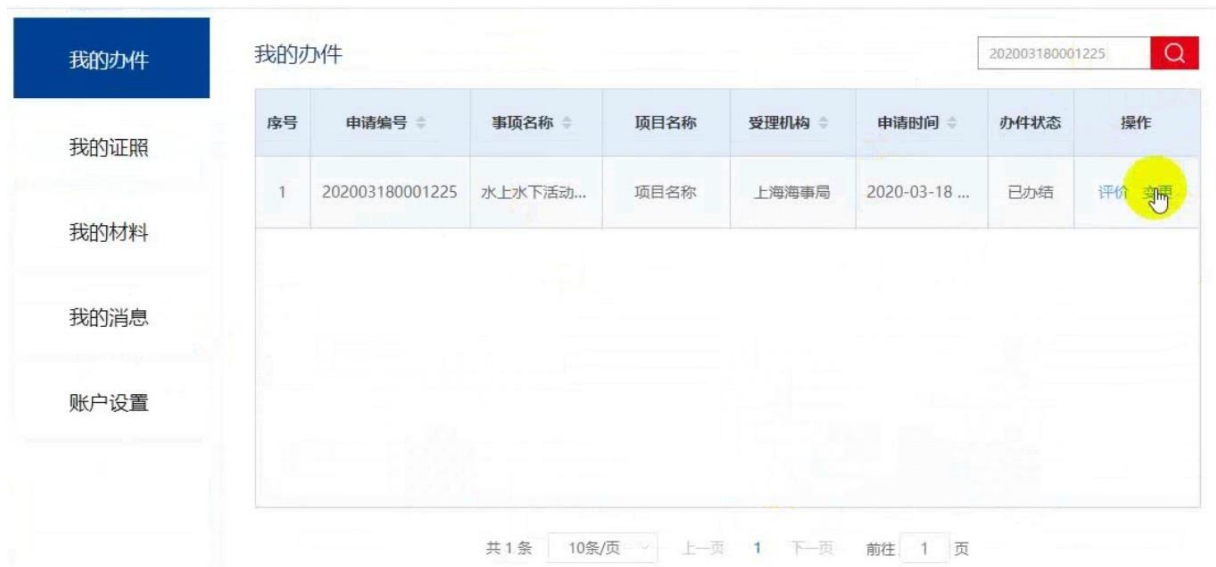 我的办件
我的证照
我的材料
我的消息
账户设置
我的办件
202003180001225
序号 申请编号 事项名称 项目名称 受理机构 申请时间 办件状态 操作
1 202003180001225 水上水下活动... 项目名称 上海海事局 2020-03-18 ... 已办结 评价 变更
共 1 条 10条/页 上一页 1 下一页 前往 1 页